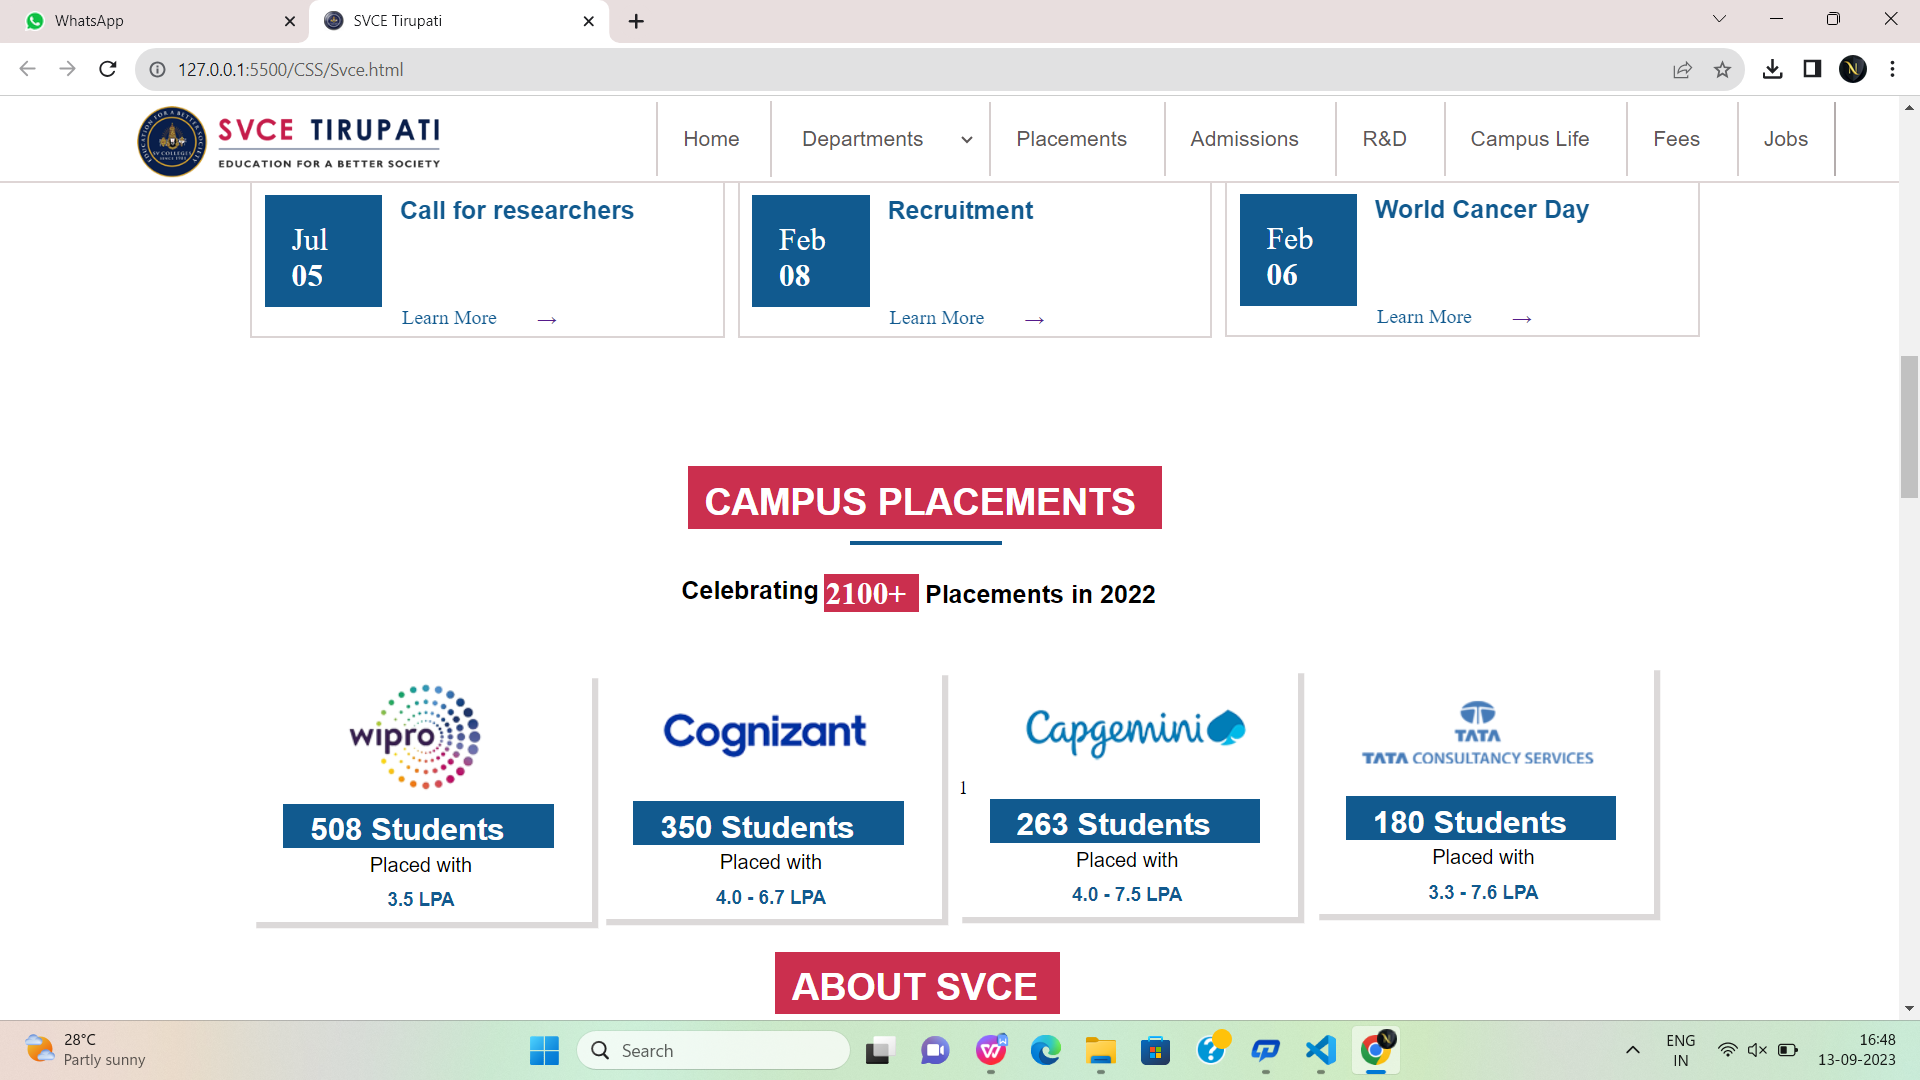 WhatsApp
SVCE Tirupati
127.0.0.1:5500/CSS/Svce.html
SVCE TIRUPATI
EDUCATION FOR A BETTER SOCIETY
Home
Departments
Placements
Admissions
R&D
Campus Life
Fees
Jobs
Jul
05
Call for researchers
Learn More →
Feb
08
Recruitment
Learn More →
Feb
06
World Cancer Day
Learn More →
CAMPUS PLACEMENTS
Celebrating 2100+ Placements in 2022
wipro
508 Students
Placed with
3.5 LPA
Cognizant
350 Students
Placed with
4.0 - 6.7 LPA
1
Capgemini
263 Students
Placed with
4.0 - 7.5 LPA
TATA
TATA CONSULTANCY SERVICES
180 Students
Placed with
3.3 - 7.6 LPA
ABOUT SVCE
28°C
Partly sunny
Search
ENG
IN
16:48
13-09-2023